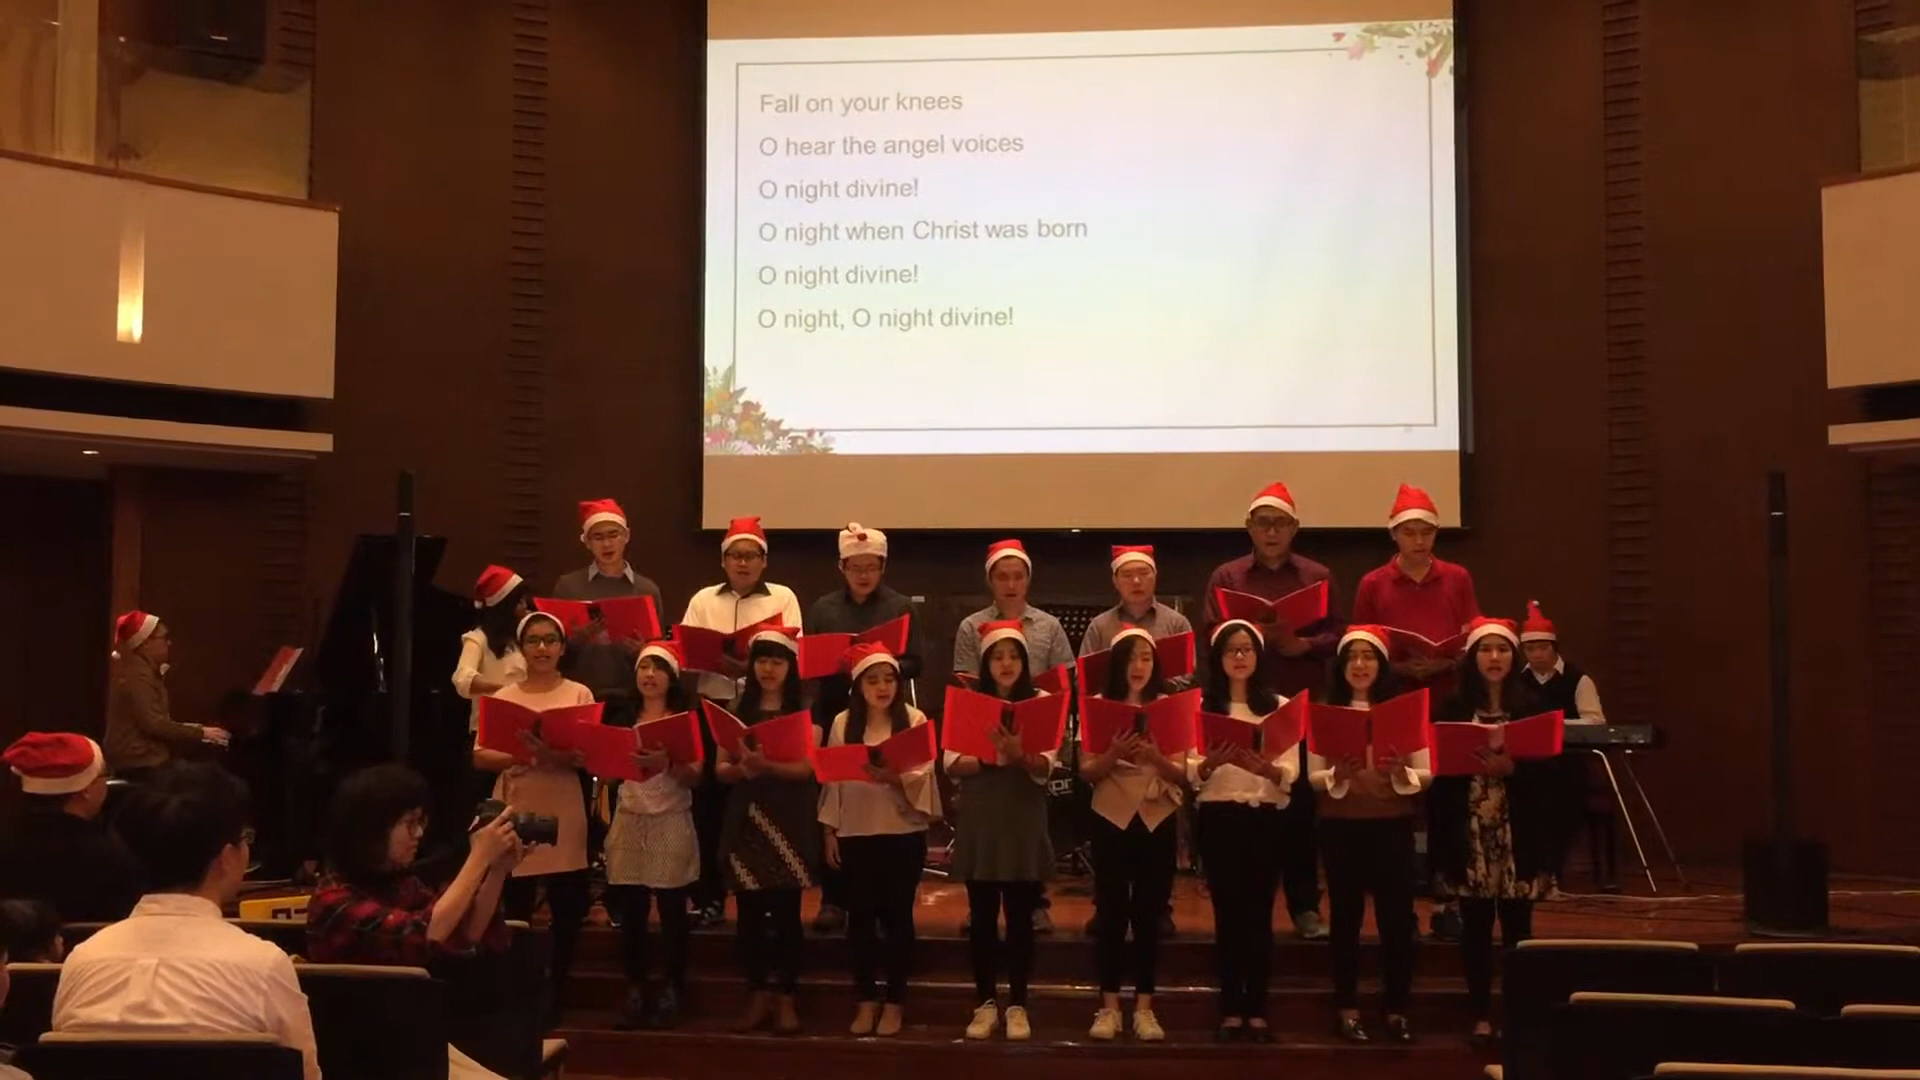 Fall on your knees
O hear the angel voices
O night divine!
O night when Christ was born
O night divine!
O night, O night divine!